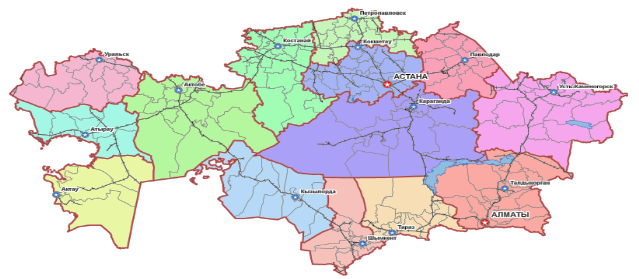 Петропавловск
Костанай
Кокшетау
Уральск
Павлодар
АСТАНА
Актобе
Усть-Каменогорск
Караганда
Атырау
Талдыкорган
Актау
Кызылорда
АЛМАТЫ
Тараз
Шымкент